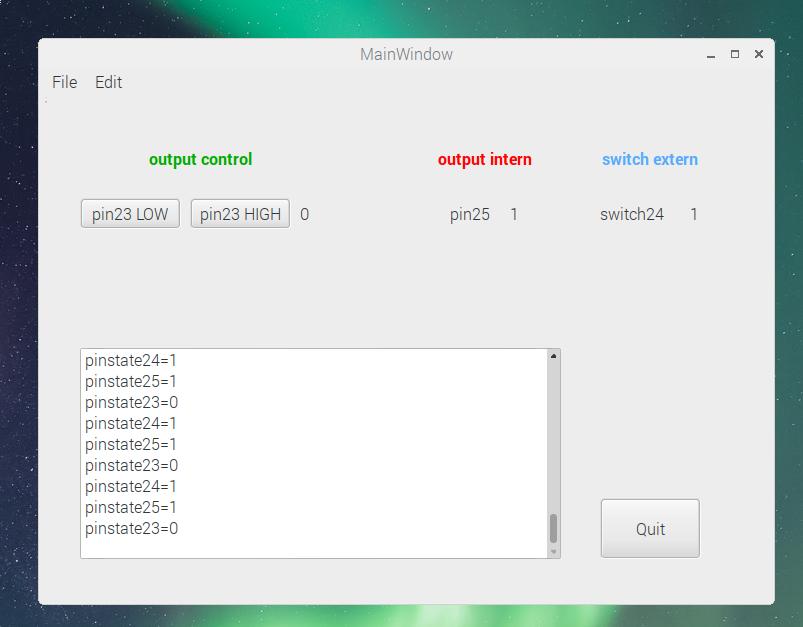 MainWindow
File Edit
output control output intern switch extern
pin23 LOW pin23 HIGH 0 pin25 1 switch24 1
pinstate24=1
pinstate25=1
pinstate23=0
pinstate24=1
pinstate25=1
pinstate23=0
pinstate24=1
pinstate25=1
pinstate23=0
Quit